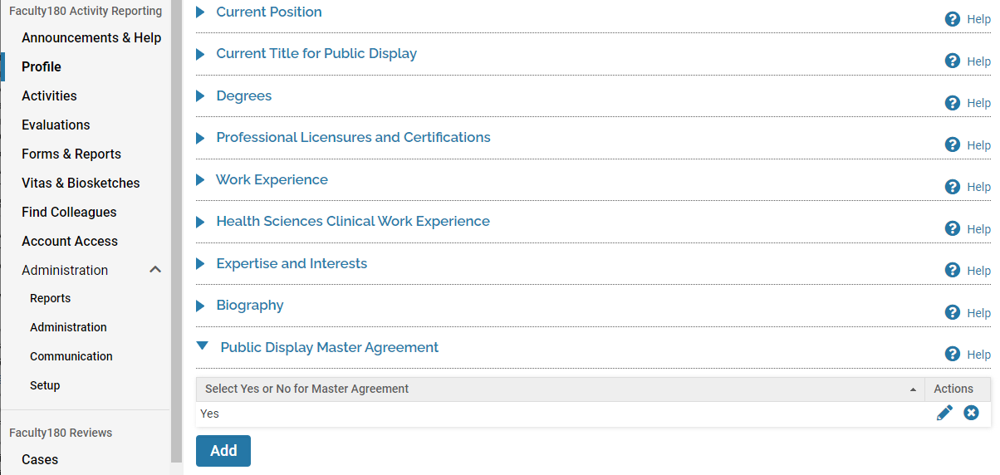 Faculty180 Activity Reporting
Announcements & Help
Profile
Activities
Evaluations
Forms & Reports
Vitas & Biosketches
Find Colleagues
Account Access
Administration
Reports
Administration
Communication
Setup
Faculty180 Reviews
Cases
Current Position
? Help
Current Title for Public Display
? Help
Degrees
? Help
Professional Licensures and Certifications
? Help
Work Experience
? Help
Health Sciences Clinical Work Experience
? Help
Expertise and Interests
? Help
Biography
? Help
Public Display Master Agreement
? Help
Select Yes or No for Master Agreement Actions
Yes
Add